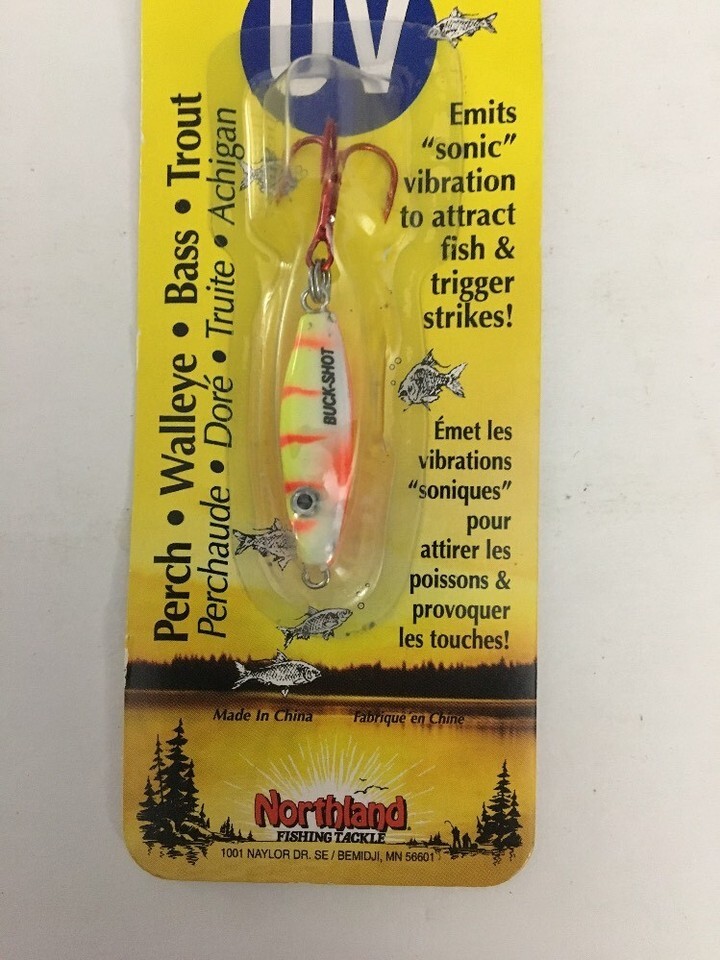 UV
Emits
“sonic”
vibration
to attract
fish &
trigger
strikes!
Perch • Walleye • Bass • Trout
Perchaude • Doré • Truite • Achigan
BUCK-SHOT
Émet les
vibrations
“soniques”
pour
attirer les
poissons &
provoquer
les touches!
Made In China Fabriqué en Chine
Northland
FISHING TACKLE
1001 NAYLOR DR. SE / BEMIDJI, MN 56601